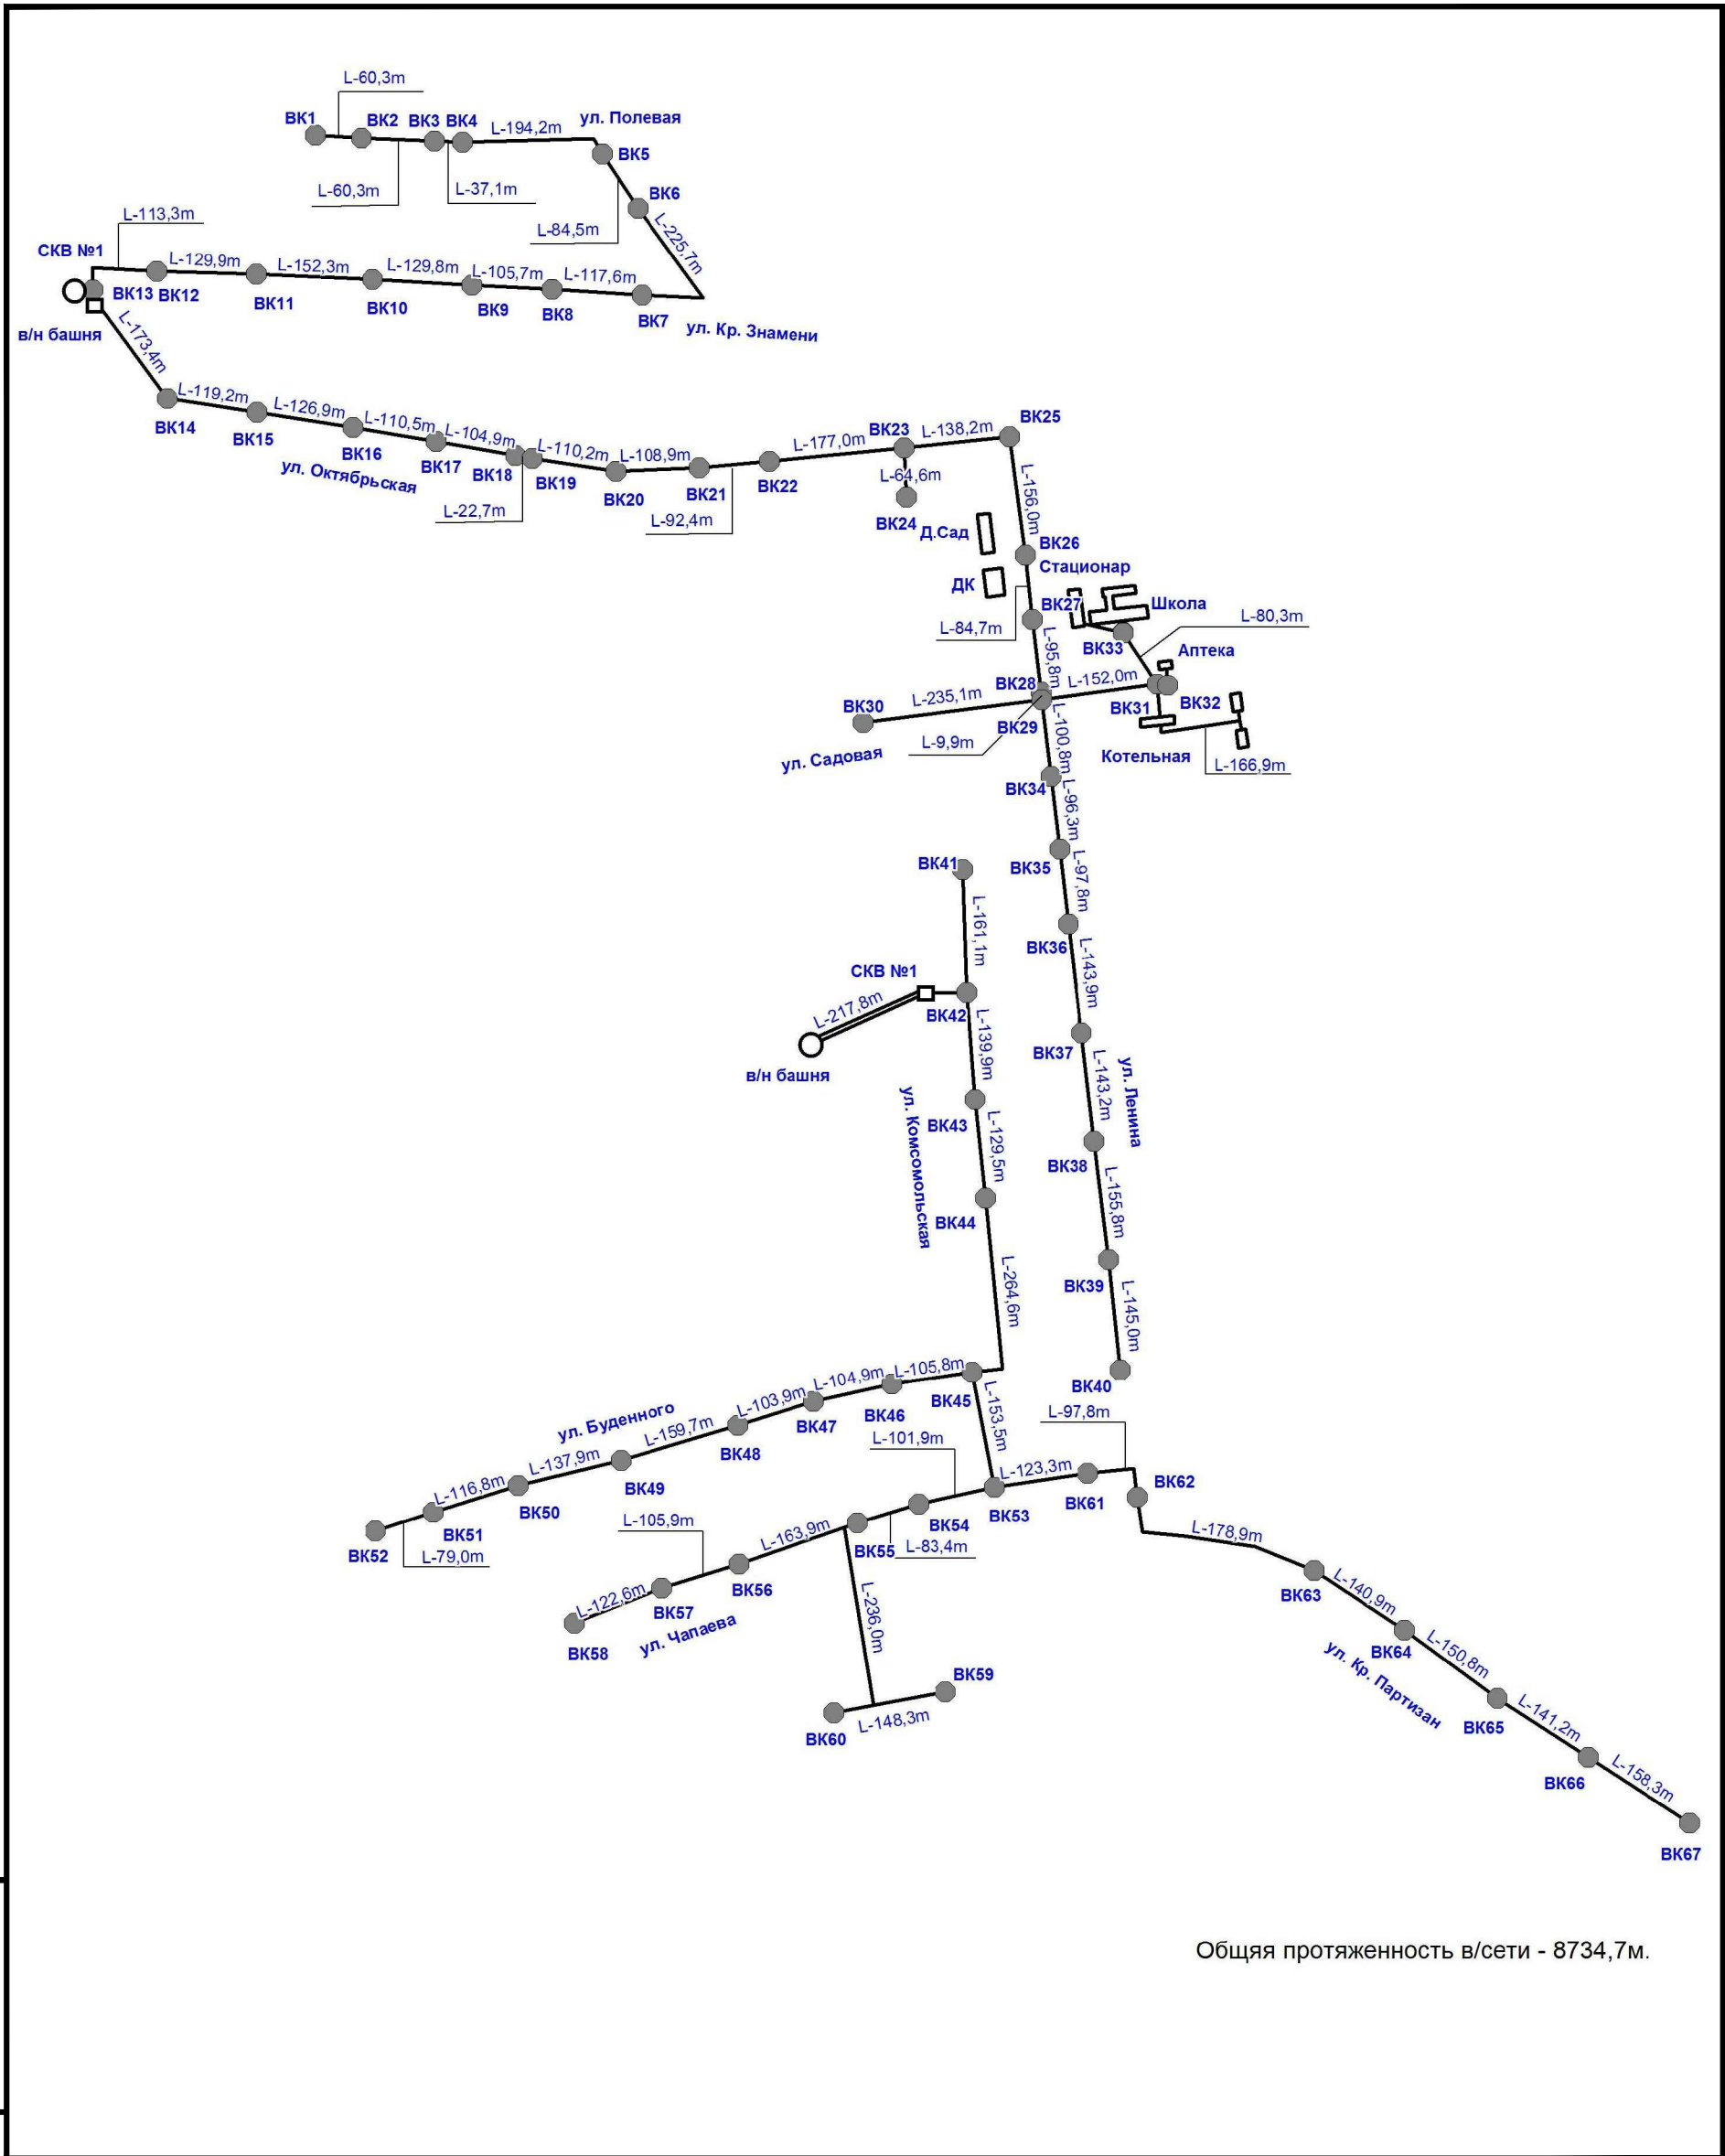 L-60,3m
ВК1
ВК2
ВК3
ВК4
L-194,2m
ул. Полевая
ВК5
L-60,3m
L-37,1m
ВК6
L-84,5m
L-225,7m
L-113,3m
СКВ №1
L-129,9m
L-152,3m
L-129,8m
L-105,7m
L-117,6m
ВК13
ВК12
ВК11
ВК10
ВК9
ВК8
ВК7
ул. Кр. Знамени
в/н башня
L-173,4m
L-119,2m
L-126,9m
L-110,5m
L-104,9m
L-110,2m
L-108,9m
L-177,0m
ВК23
L-138,2m
ВК25
ВК14
ВК15
ВК16
ВК17
ВК18
ВК19
ВК20
ВК21
ВК22
L-64,6m
L-156,0m
ул. Октябрьская
L-22,7m
L-92,4m
ВК24
Д.Сад
ВК26
Стационар
ДК
ВК27
Школа
L-80,3m
L-84,7m
L-95,8m
ВК33
Аптека
ВК28
L-152,0m
L-235,1m
ВК30
ВК31
ВК32
ВК29
L-100,8m
L-9,9m
ул. Садовая
Котельная
L-166,9m
ВК34
L-96,3m
ВК41
ВК35
L-97,8m
L-161,1m
ВК36
L-143,9m
СКВ №1
L-217,8m
ВК42
L-139,9m
ВК37
в/н башня
L-143,2m
ул. Ленина
ул. Комсомольская
ВК43
L-129,5m
ВК38
L-155,8m
ВК44
L-264,6m
ВК39
L-145,0m
L-105,8m
L-104,9m
L-103,9m
ВК45
ВК40
ВК46
ВК47
L-153,5m
L-97,8m
ул. Буденного
L-159,7m
ВК48
L-101,9m
L-137,9m
ВК49
L-123,3m
ВК61
ВК62
L-116,8m
ВК50
ВК53
ВК54
ВК51
L-105,9m
L-163,9m
ВК55
L-83,4m
L-178,9m
ВК52
L-79,0m
ВК56
L-122,6m
ВК57
ул. Чапаева
L-236,0m
ВК63
L-140,9m
ВК58
ВК64
L-150,8m
ул. Кр. Партизан
ВК59
ВК60
L-148,3m
ВК65
L-141,2m
ВК66
L-158,3m
ВК67
Общяя протяженность в/сети - 8734,7м.